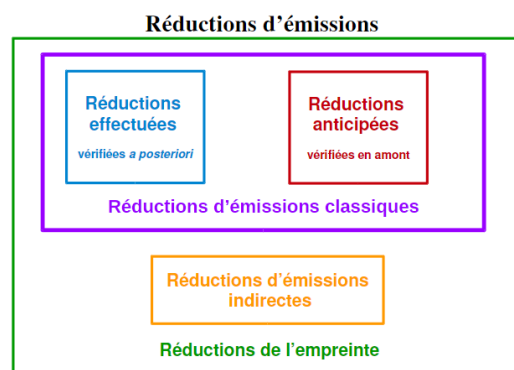 Réductions d'émissions
Réductions
effectuées
vérifiées a posteriori
Réductions
anticipées
vérifiées en amont
Réductions d'émissions classiques
Réductions d'émissions
indirectes
Réductions de l'empreinte